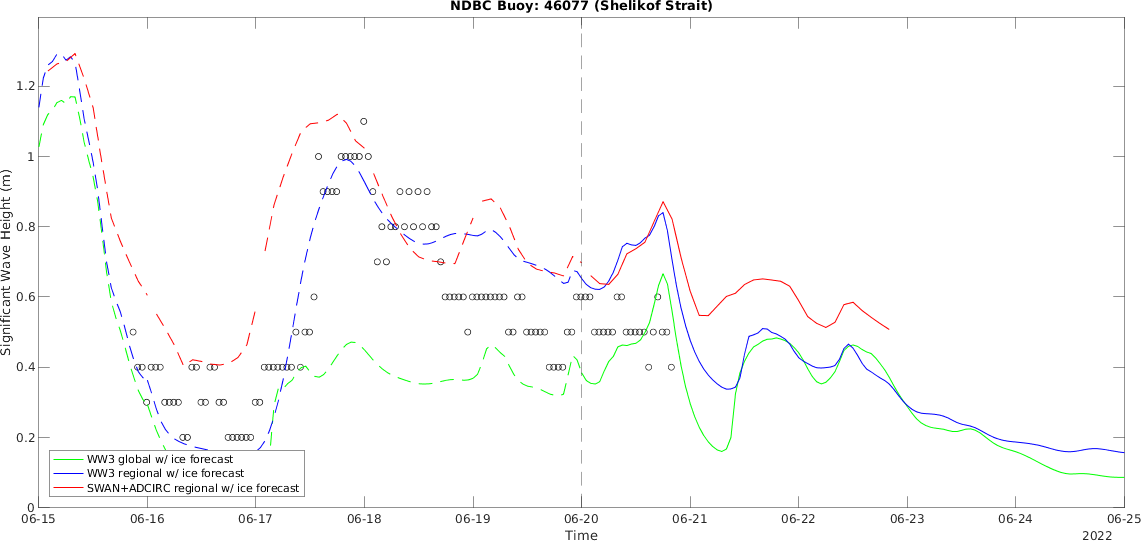 NDBC Buoy: 46077 (Shelikof Strait)
Significant Wave Height (m)
1.2
1
0.8
0.6
0.4
0.2
0
WW3 global w/ ice forecast
WW3 regional w/ ice forecast
SWAN+ADCIRC regional w/ ice forecast
06-15 06-16 06-17 06-18 06-19 06-20 06-21 06-22 06-23 06-24 06-25
Time
2022